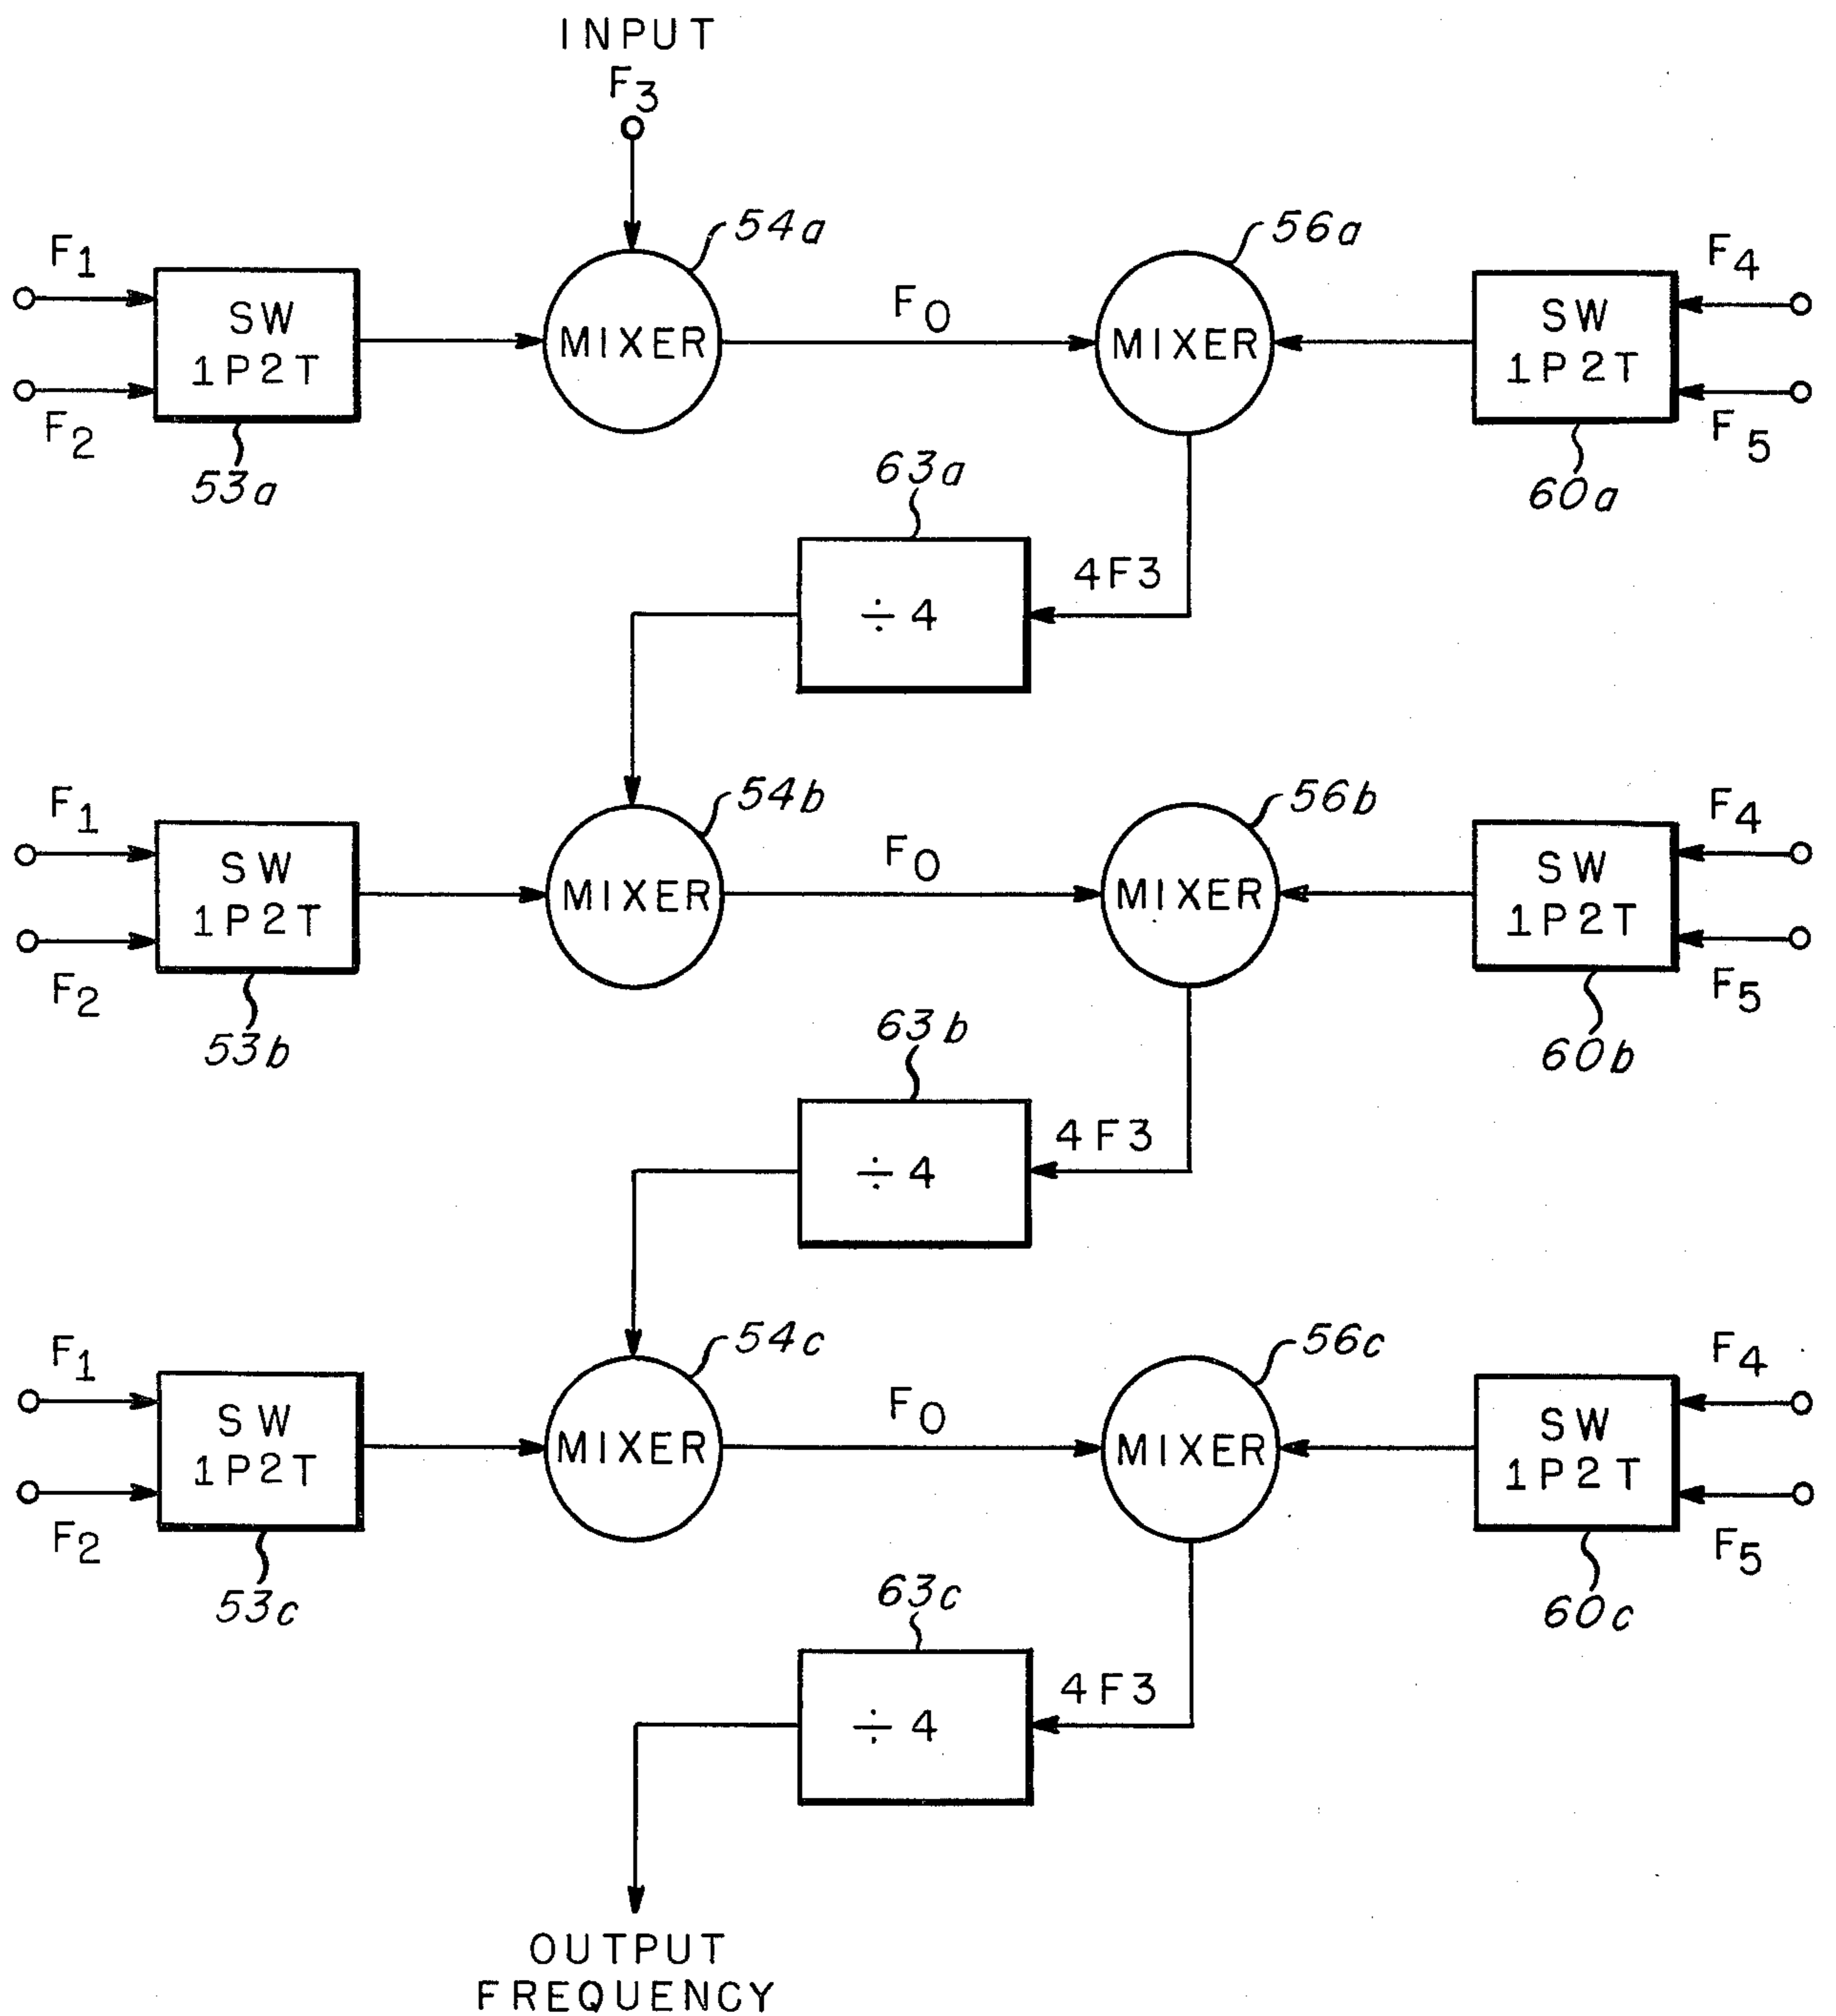 INPUT
F3
54a
56a
F1
F4
SW
1P2T
MIXER
F0
MIXER
SW
1P2T
F2
F5
53a
63a
60a
4F3
÷4
54b
56b
F1
F4
SW
1P2T
MIXER
F0
MIXER
SW
1P2T
F2
F5
53b
63b
60b
4F3
÷4
54c
56c
F1
F4
SW
1P2T
MIXER
F0
MIXER
SW
1P2T
F2
F5
53c
63c
60c
4F3
÷4
OUTPUT
FREQUENCY